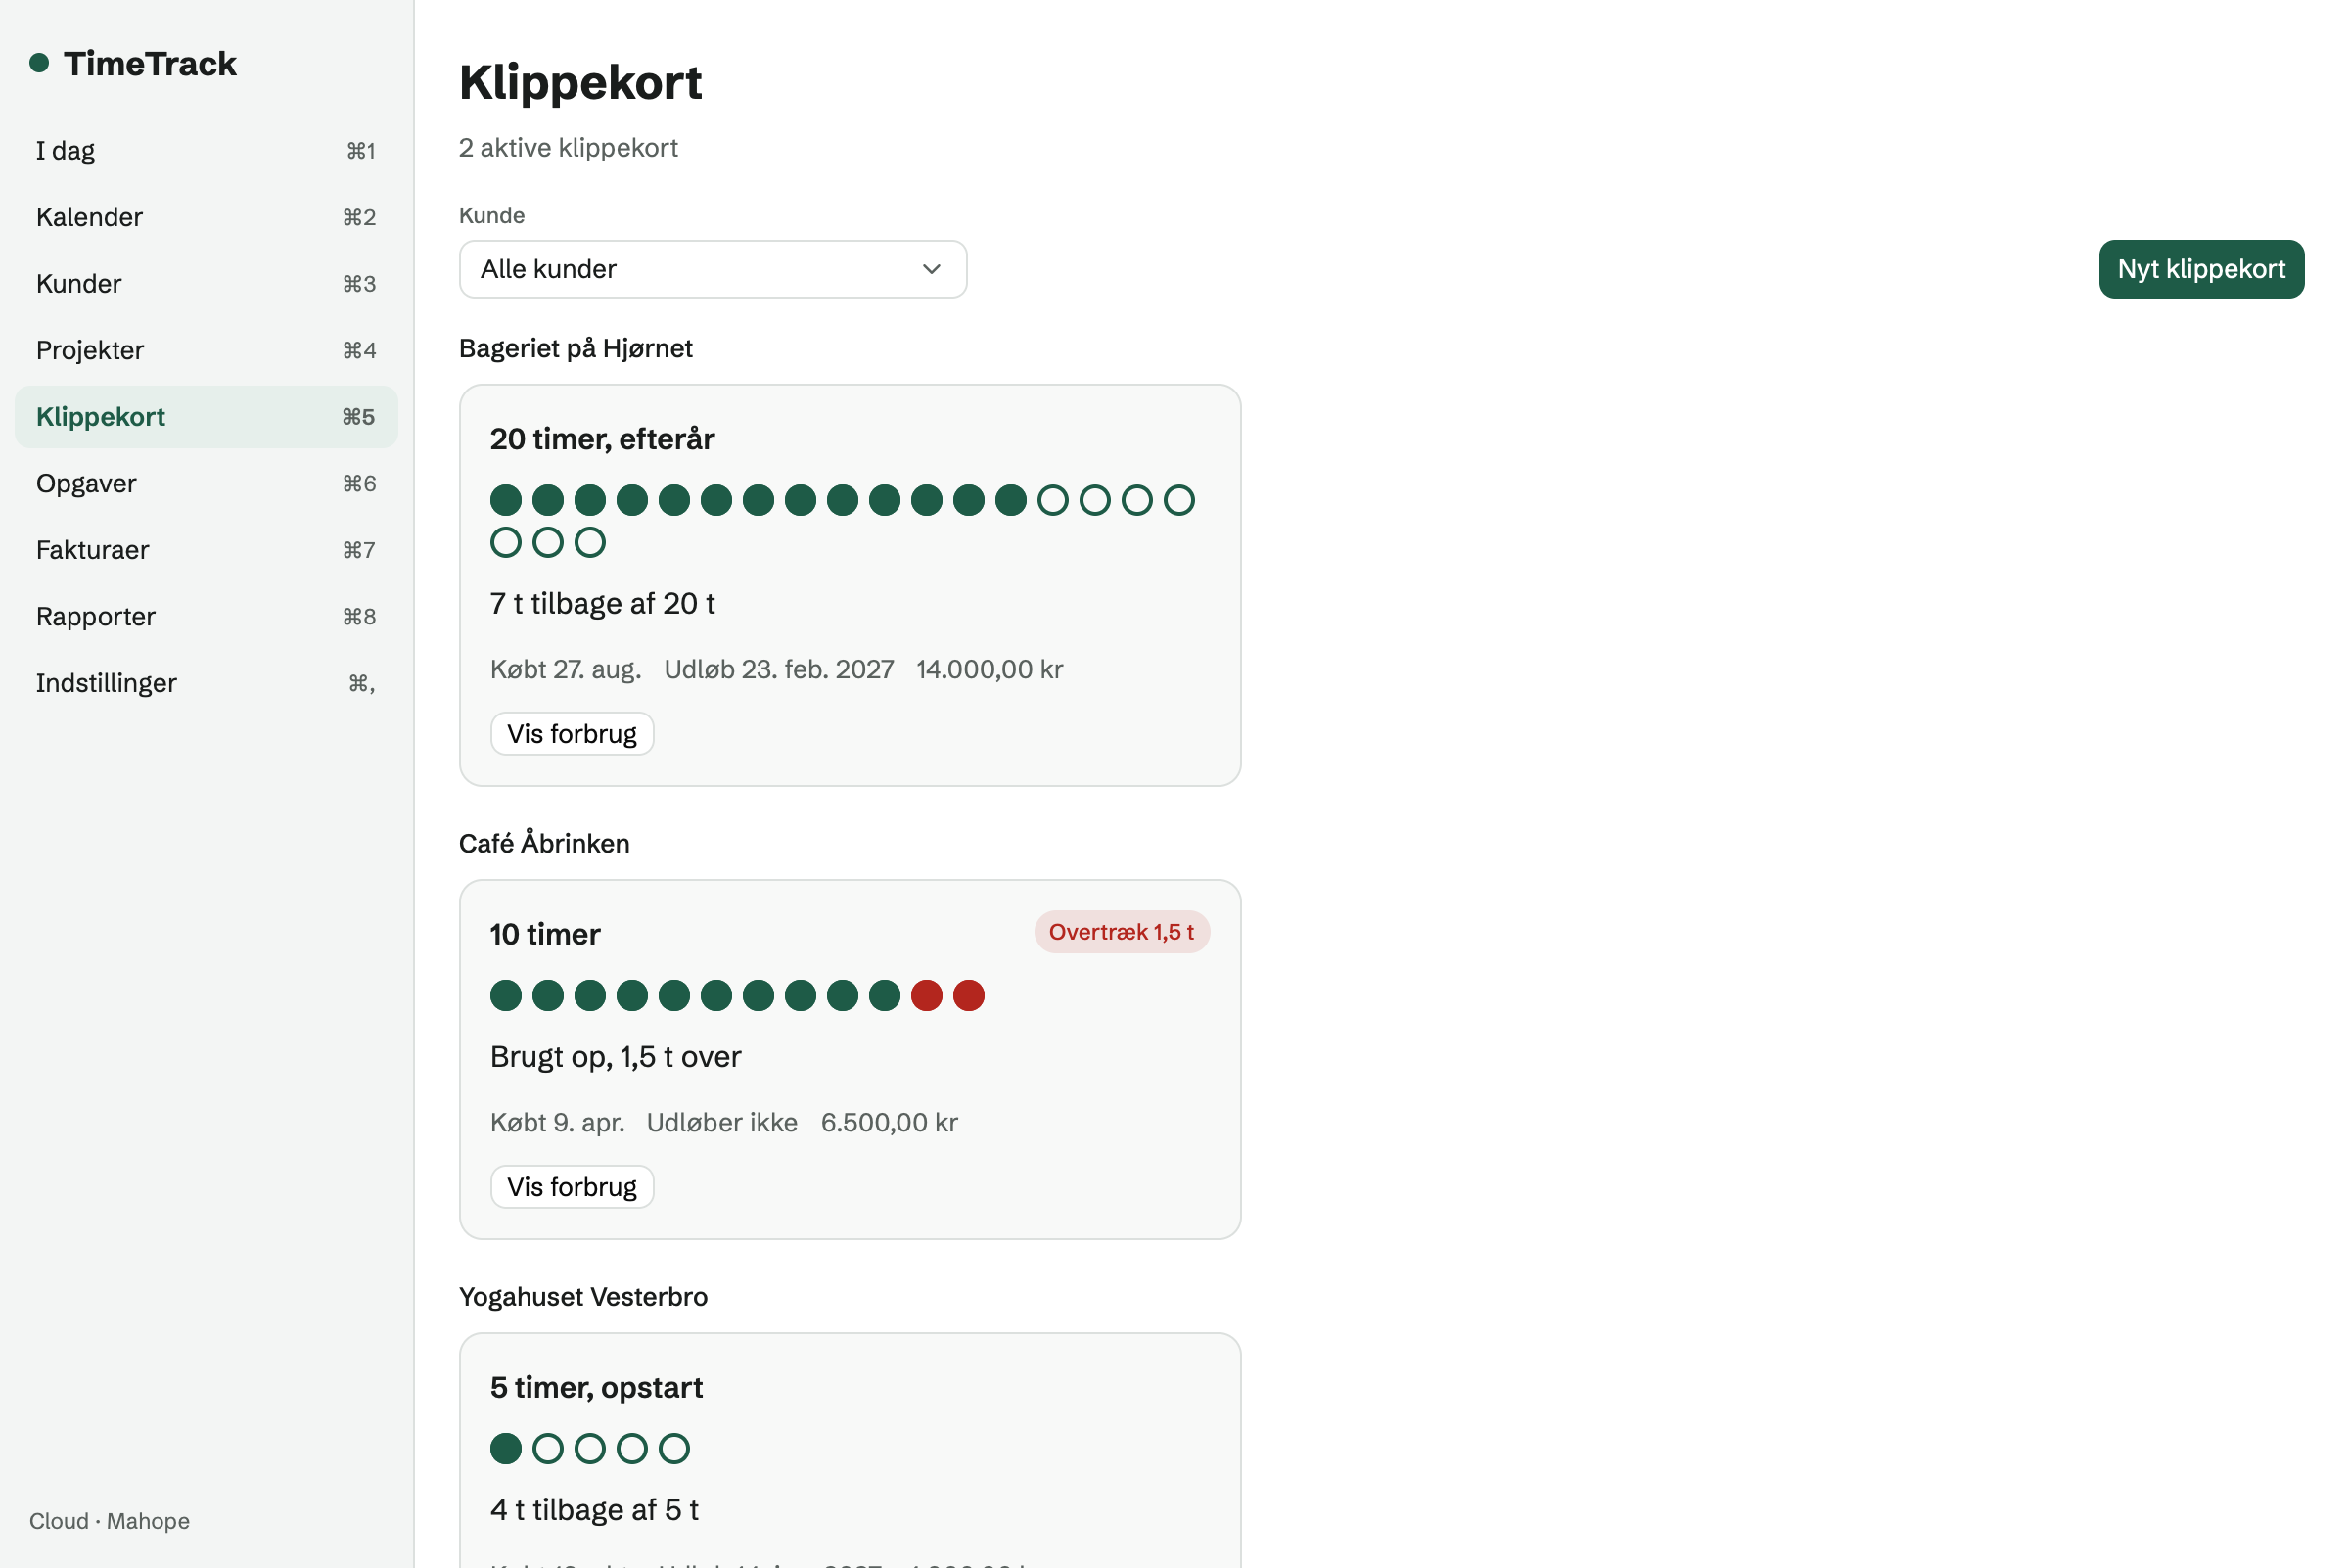 TimeTrack
I dag ⌘1
Kalender ⌘2
Kunder ⌘3
Projekter ⌘4
Klippekort ⌘5
Opgaver ⌘6
Fakturaer ⌘7
Rapporter ⌘8
Indstillinger ⌘,
Cloud · Mahope
Klippekort
2 aktive klippekort
Kunde
Alle kunder
Nyt klippekort
Bageriet på Hjørnet
20 timer, efterår
7 t tilbage af 20 t
Købt 27. aug. Udløb 23. feb. 2027 14.000,00 kr
Vis forbrug
Café Åbrinken
10 timer
Overtræk 1,5 t
Brugt op, 1,5 t over
Købt 9. apr. Udløber ikke 6.500,00 kr
Vis forbrug
Yogahuset Vesterbro
5 timer, opstart
4 t tilbage af 5 t